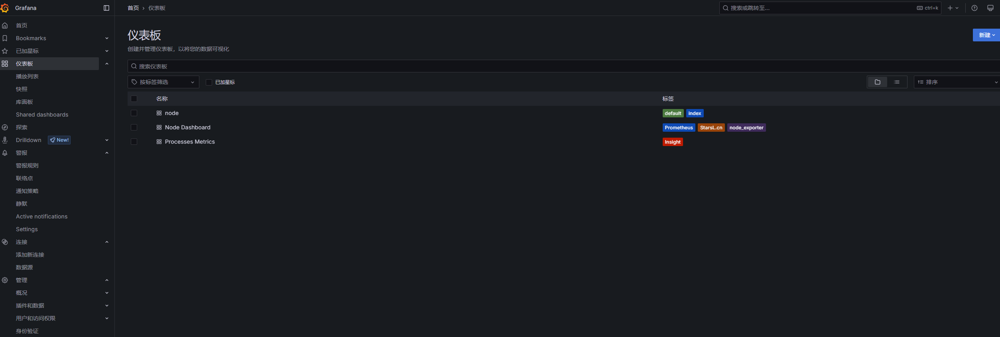 Grafana
首页 › 仪表板
搜索或跳转至...
ctrl+k
首页
Bookmarks
已加星标
仪表板
播放列表
快照
库面板
Shared dashboards
探索
Drilldown New!
警报
警报规则
联络点
通知策略
静默
Active notifications
Settings
连接
添加新连接
数据源
管理
概况
插件和数据
用户和访问权限
身份验证
仪表板
新建
创建并管理仪表板，以将您的数据可视化
搜索仪表板
按标签筛选
已加星标
排序
名称 标签
node default index
Node Dashboard Prometheus StarsL.cn node_exporter
Processes Metrics Insight